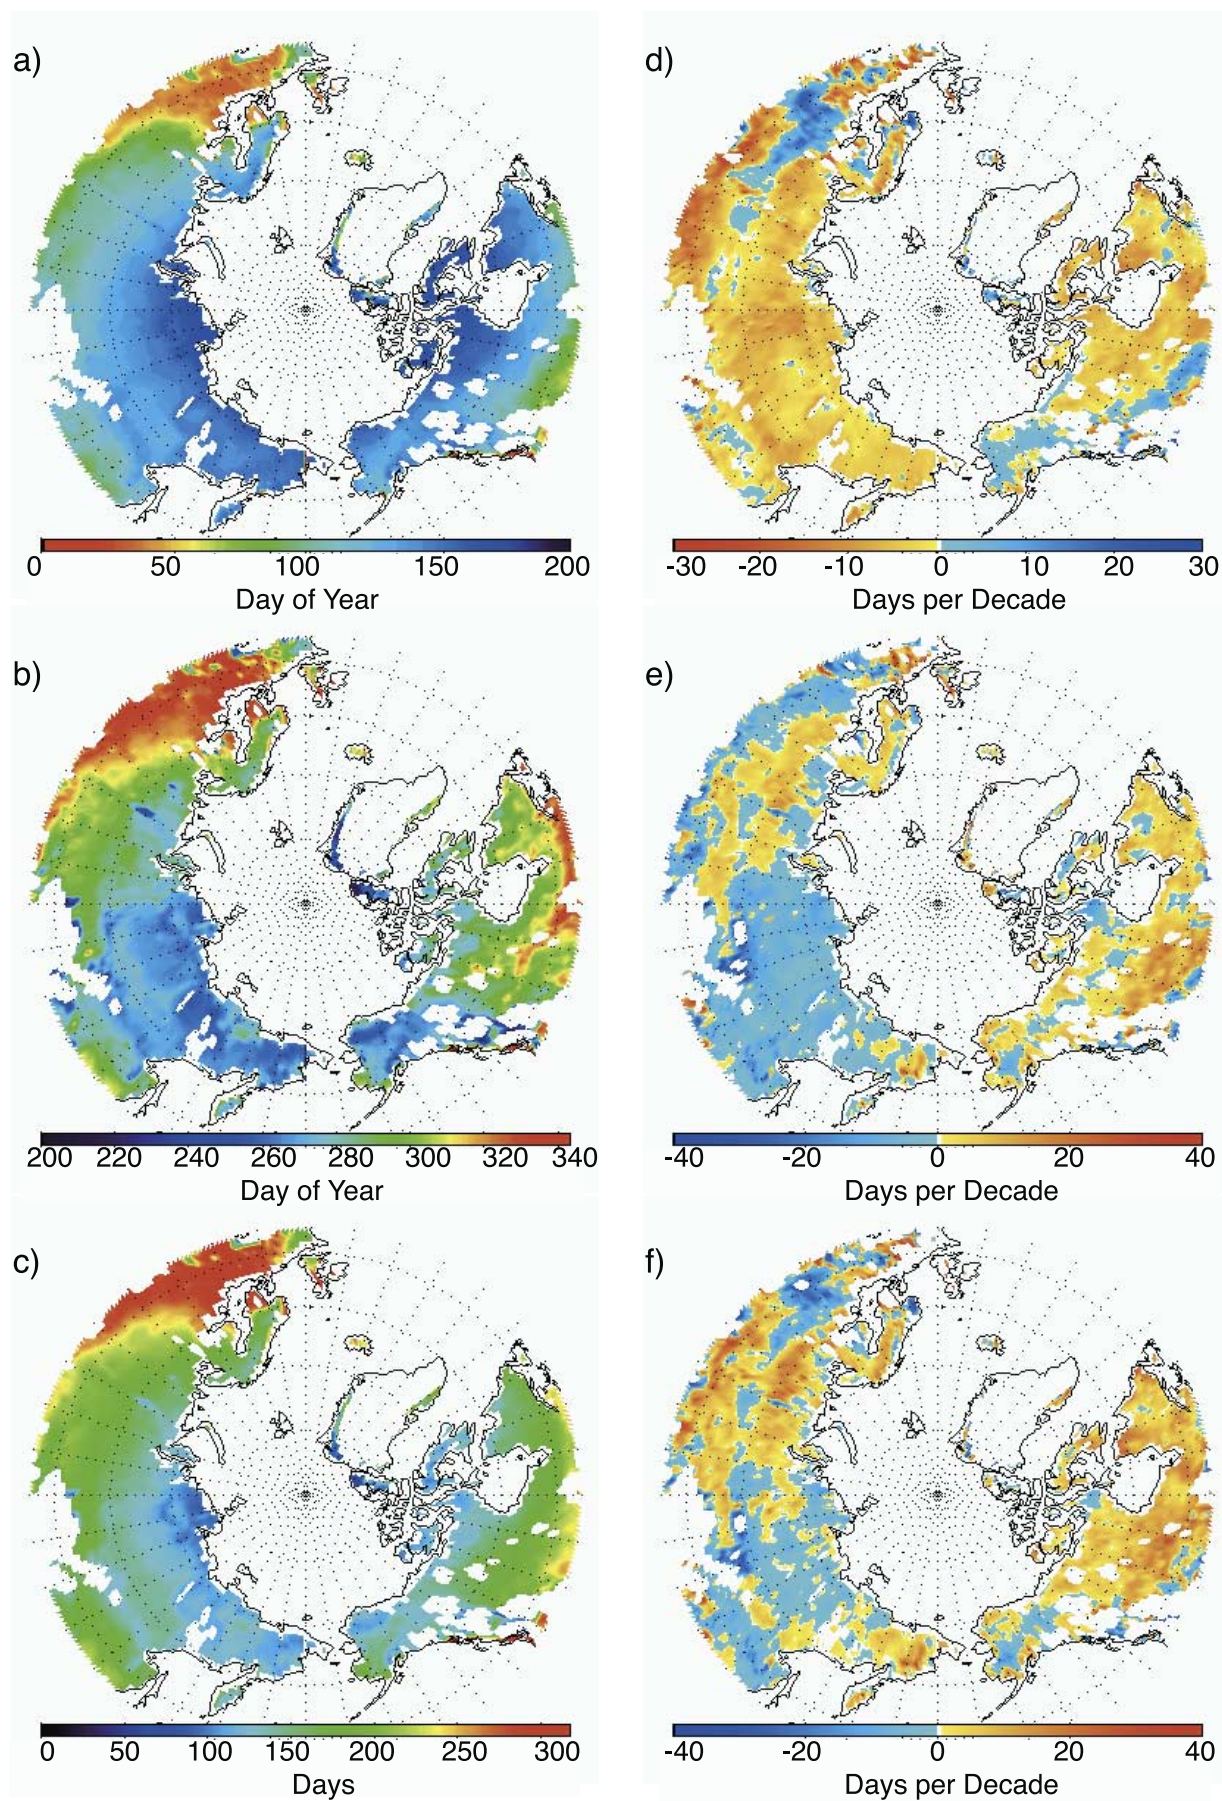 a)
0 50 100 150 200
Day of Year
d)
-30 -20 -10 0 10 20 30
Days per Decade
b)
200 220 240 260 280 300 320 340
Day of Year
e)
-40 -20 0 20 40
Days per Decade
c)
0 50 100 150 200 250 300
Days
f)
-40 -20 0 20 40
Days per Decade